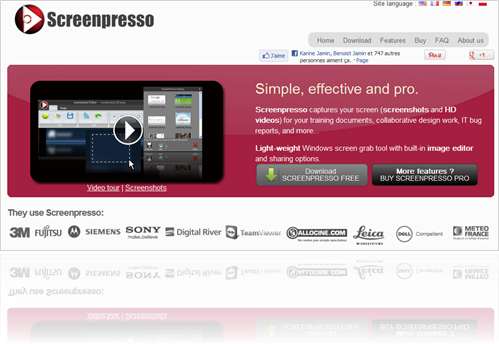 Site language :
Screenpresso
Home Download Features Buy FAQ About us
J'aime Karine Jamin, Benoist Jamin et 747 autres personnes aiment ça. · Page
Pin it +1
Simple, effective and pro.
Screenpresso captures your screen (screenshots and HD
videos) for your training documents, collaborative design work, IT bug
reports, and more.
Light-weight Windows screen grab tool with built-in image editor
and sharing options.
Download
SCREENPRESSO FREE
More features ?
BUY SCREENPRESSO PRO
Video tour | Screenshots
They use Screenpresso:
3M FUJITSU SIEMENS SONY Digital River TeamViewer ALLOCINE.COM Leica DELL Competent METEO FRANCE